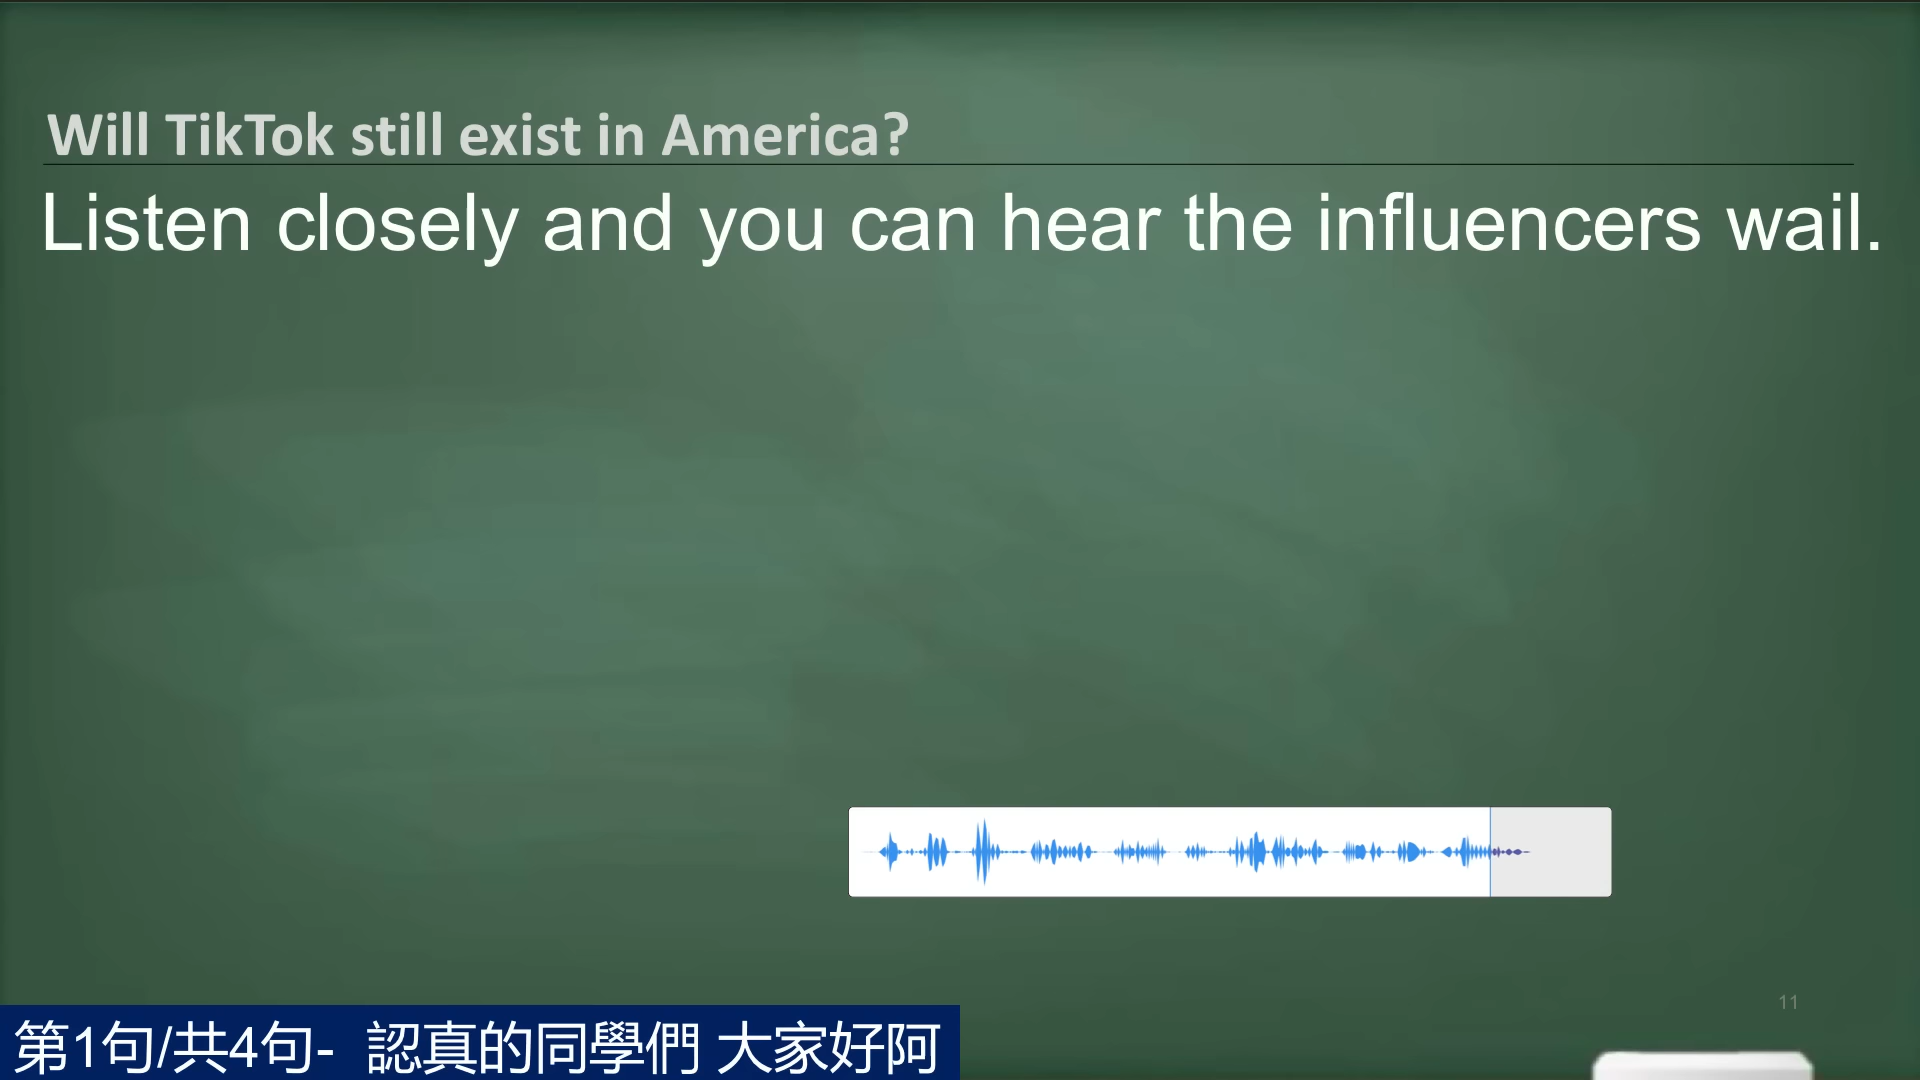 Will TikTok still exist in America?
Listen closely and you can hear the influencers wail.
11
第1句/共4句- 認真的同學們 大家好阿